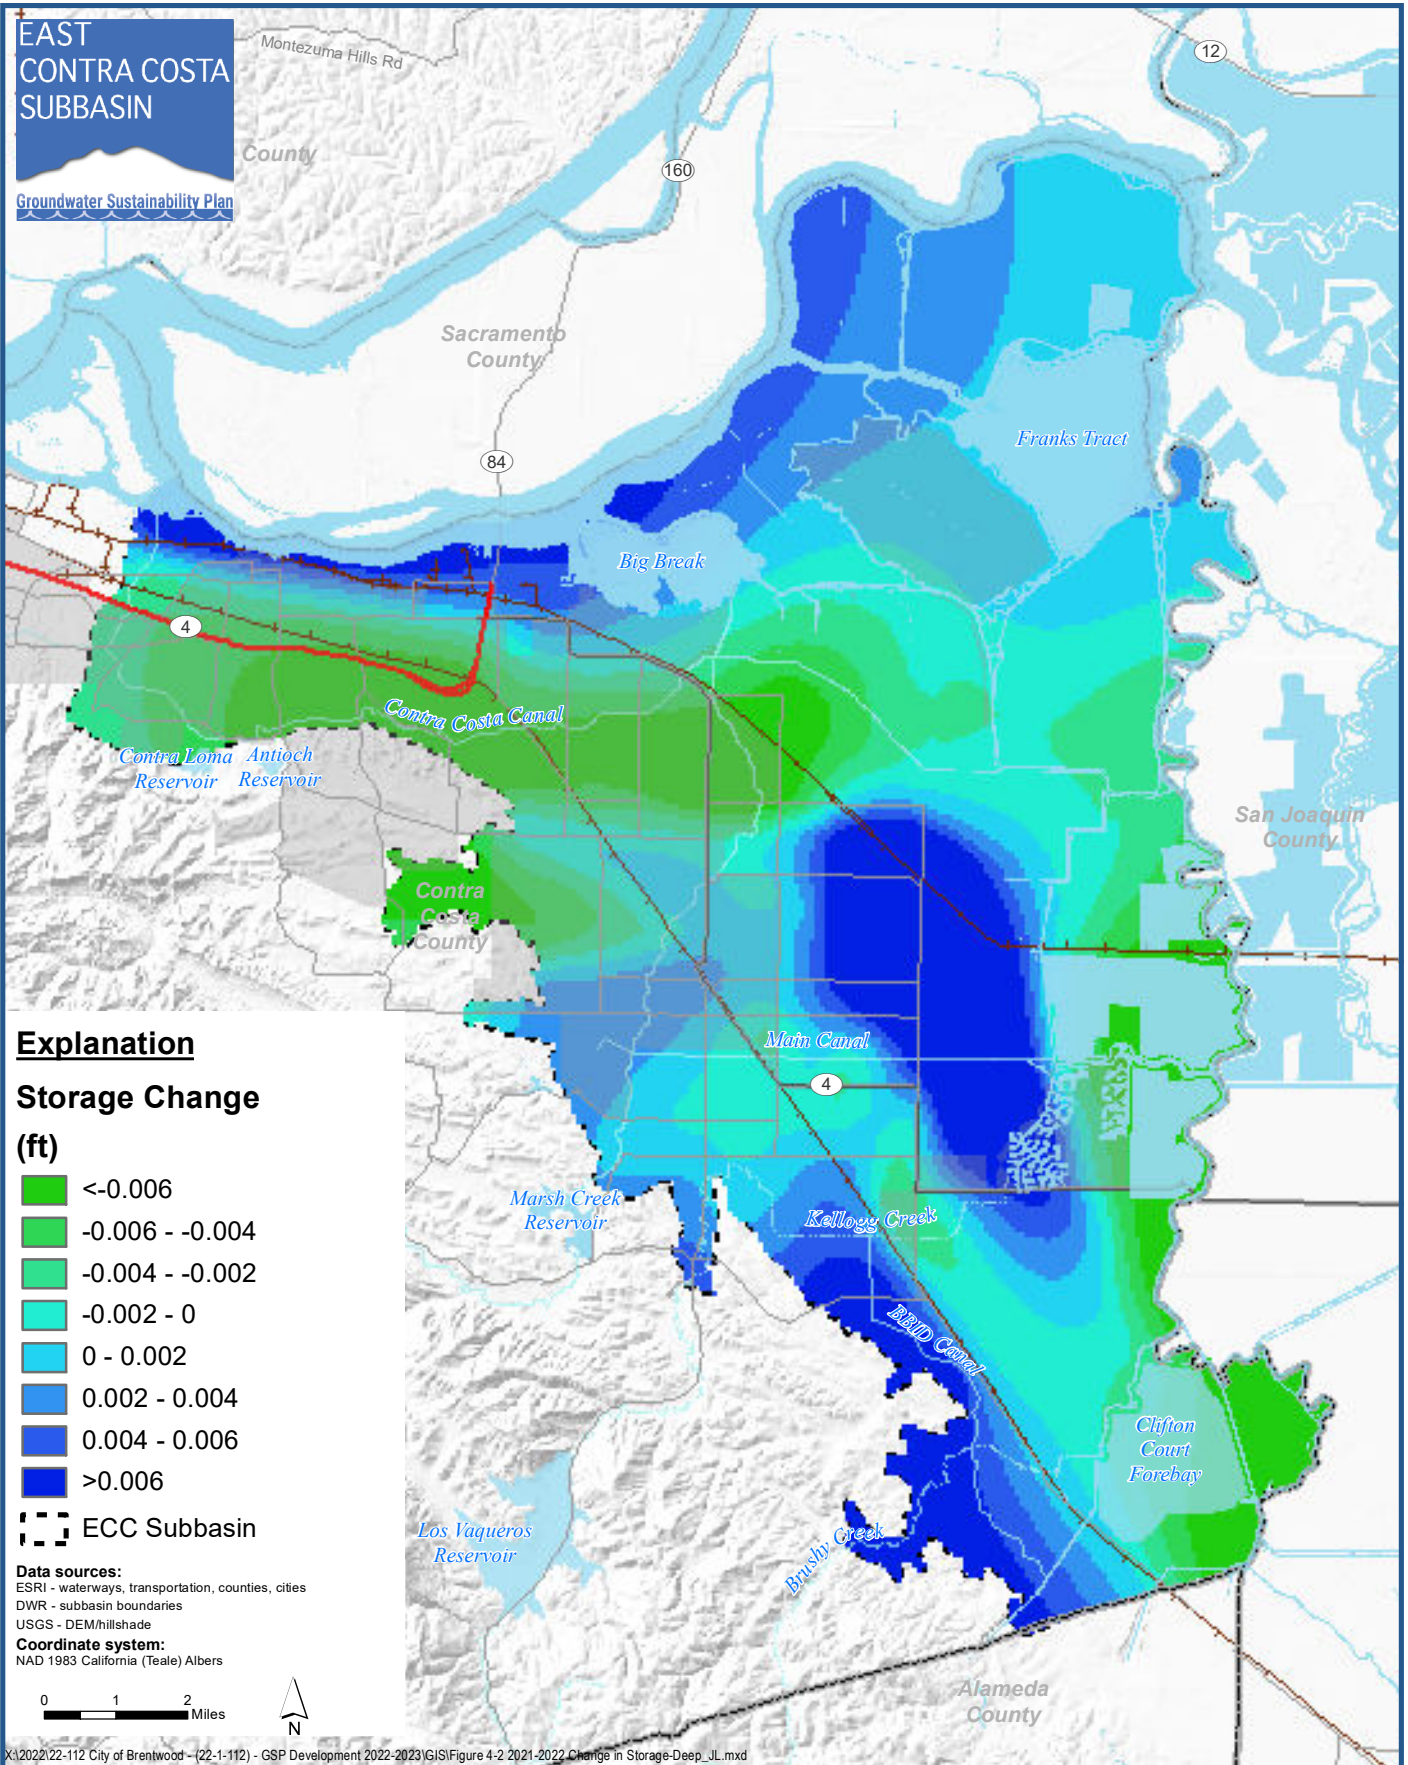 EAST
CONTRA COSTA
SUBBASIN
Groundwater Sustainability Plan
Montezuma Hills Rd
County
12
160
Sacramento
County
84
Franks Tract
Big Break
4
Contra Costa Canal
Contra Loma
Reservoir
Antioch
Reservoir
San Joaquin
County
Contra
Costa
County
Main Canal
4
Marsh Creek
Reservoir
Kellogg Creek
BBID Canal
Clifton
Court
Forebay
Los Vaqueros
Reservoir
Brushy Creek
Alameda
County
Explanation
Storage Change
(ft)
<-0.006
-0.006 - -0.004
-0.004 - -0.002
-0.002 - 0
0 - 0.002
0.002 - 0.004
0.004 - 0.006
>0.006
ECC Subbasin
Data sources:
ESRI - waterways, transportation, counties, cities
DWR - subbasin boundaries
USGS - DEM/hillshade
Coordinate system:
NAD 1983 California (Teale) Albers
0 1 2
Miles
N
X:\2022\22-112 City of Brentwood - (22-1-112) - GSP Development 2022-2023\GIS\Figure 4-2 2021-2022 Change in Storage-Deep_JL.mxd